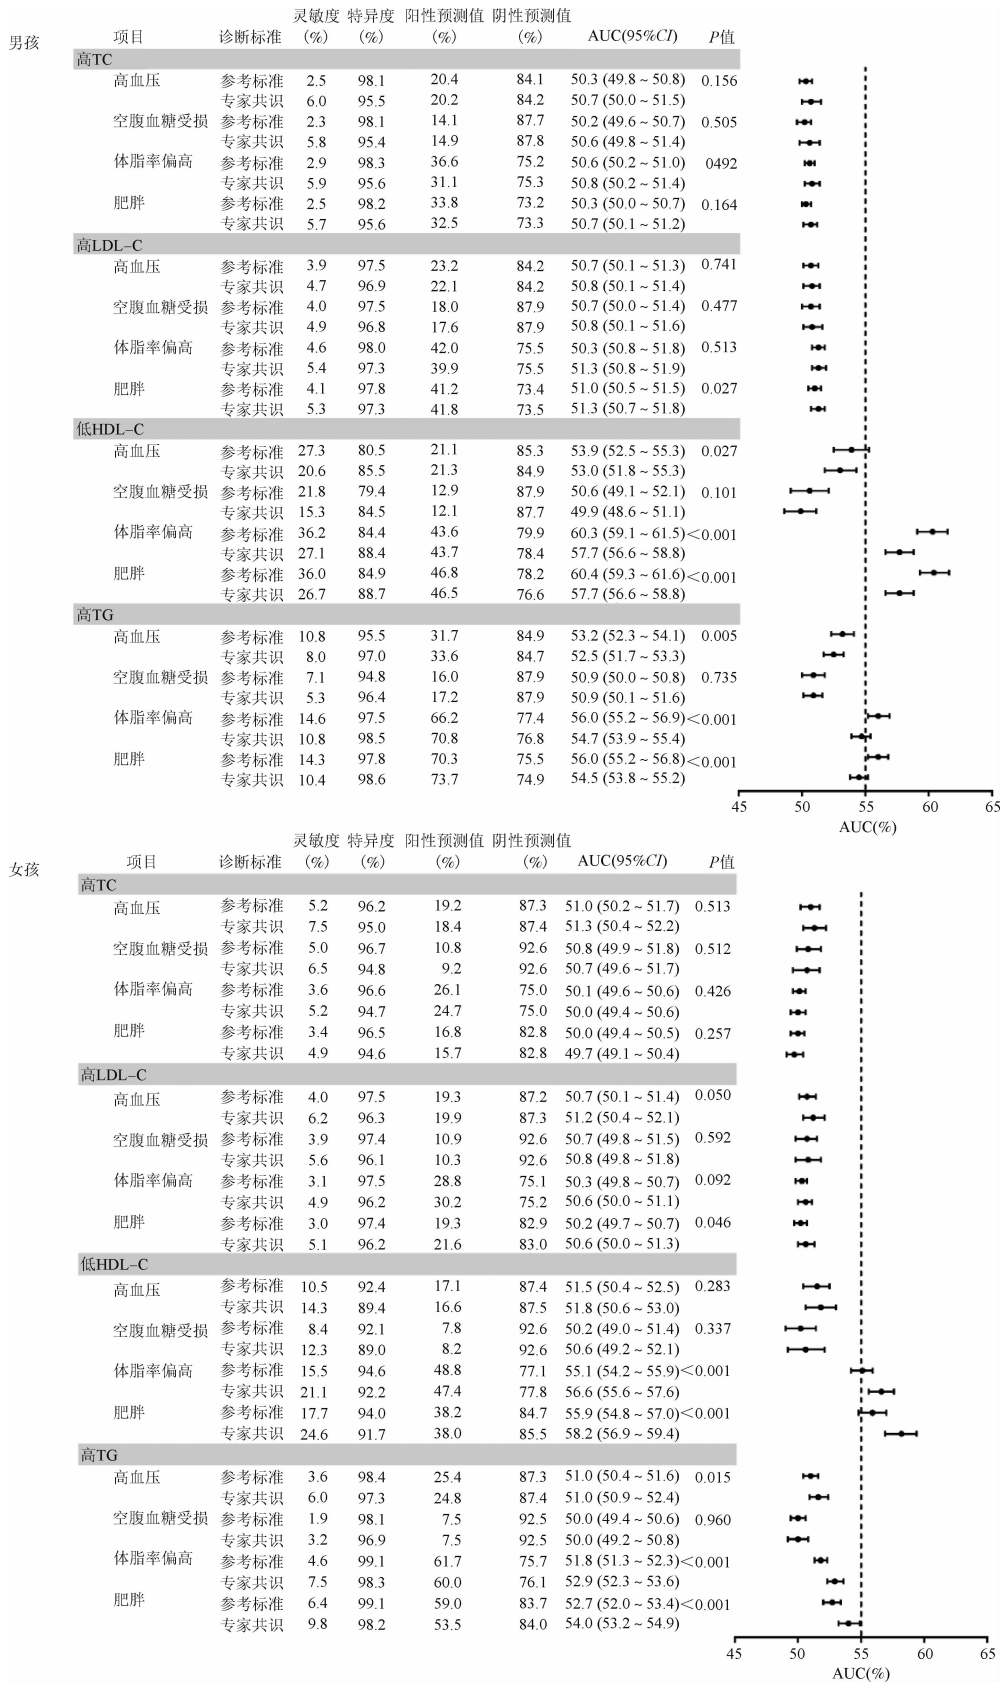 男孩
项目 诊断标准 灵敏度(%) 特异度(%) 阳性预测值(%) 阴性预测值(%) AUC(95%CI) P值
高TC
高血压 参考标准 2.5 98.1 20.4 84.1 50.3 (49.8~50.8) 0.156
专家共识 6.0 95.5 20.2 84.2 50.7 (50.0~51.5)
空腹血糖受损 参考标准 2.3 98.1 14.1 87.7 50.2 (49.6~50.7) 0.505
专家共识 5.8 95.4 14.9 87.8 50.6 (49.8~51.4)
体脂率偏高 参考标准 2.9 98.3 36.6 75.2 50.6 (50.2~51.0) 0492
专家共识 5.9 95.6 31.1 75.3 50.8 (50.2~51.4)
肥胖 参考标准 2.5 98.2 33.8 73.2 50.3 (50.0~50.7) 0.164
专家共识 5.7 95.6 32.5 73.3 50.7 (50.1~51.2)
高LDL-C
高血压 参考标准 3.9 97.5 23.2 84.2 50.7 (50.1~51.3) 0.741
专家共识 4.7 96.9 22.1 84.2 50.8 (50.1~51.4)
空腹血糖受损 参考标准 4.0 97.5 18.0 87.9 50.7 (50.0~51.4) 0.477
专家共识 4.9 96.8 17.6 87.9 50.8 (50.1~51.6)
体脂率偏高 参考标准 4.6 98.0 42.0 75.5 50.3 (50.8~51.8) 0.513
专家共识 5.4 97.3 39.9 75.5 51.3 (50.8~51.9)
肥胖 参考标准 4.1 97.8 41.2 73.4 51.0 (50.5~51.5) 0.027
专家共识 5.3 97.3 41.8 73.5 51.3 (50.7~51.8)
低HDL-C
高血压 参考标准 27.3 80.5 21.1 85.3 53.9 (52.5~55.3) 0.027
专家共识 20.6 85.5 21.3 84.9 53.0 (51.8~55.3)
空腹血糖受损 参考标准 21.8 79.4 12.9 87.9 50.6 (49.1~52.1) 0.101
专家共识 15.3 84.5 12.1 87.7 49.9 (48.6~51.1)
体脂率偏高 参考标准 36.2 84.4 43.6 79.9 60.3 (59.1~61.5) <0.001
专家共识 27.1 88.4 43.7 78.4 57.7 (56.6~58.8)
肥胖 参考标准 36.0 84.9 46.8 78.2 60.4 (59.3~61.6) <0.001
专家共识 26.7 88.7 46.5 76.6 57.7 (56.6~58.8)
高TG
高血压 参考标准 10.8 95.5 31.7 84.9 53.2 (52.3~54.1) 0.005
专家共识 8.0 97.0 33.6 84.7 52.5 (51.7~53.3)
空腹血糖受损 参考标准 7.1 94.8 16.0 87.9 50.9 (50.0~50.8) 0.735
专家共识 5.3 96.4 17.2 87.9 50.9 (50.1~51.6)
体脂率偏高 参考标准 14.6 97.5 66.2 77.4 56.0 (55.2~56.9) <0.001
专家共识 10.8 98.5 70.8 76.8 54.7 (53.9~55.4)
肥胖 参考标准 14.3 97.8 70.3 75.5 56.0 (55.2~56.8) <0.001
专家共识 10.4 98.6 73.7 74.9 54.5 (53.8~55.2)
45 50 55 60 65
AUC(%)
女孩
项目 诊断标准 灵敏度(%) 特异度(%) 阳性预测值(%) 阴性预测值(%) AUC(95%CI) P值
高TC
高血压 参考标准 5.2 96.2 19.2 87.3 51.0 (50.2~51.7) 0.513
专家共识 7.5 95.0 18.4 87.4 51.3 (50.4~52.2)
空腹血糖受损 参考标准 5.0 96.7 10.8 92.6 50.8 (49.9~51.8) 0.512
专家共识 6.5 94.8 9.2 92.6 50.7 (49.6~51.7)
体脂率偏高 参考标准 3.6 96.6 26.1 75.0 50.1 (49.6~50.6) 0.426
专家共识 5.2 94.7 24.7 75.0 50.0 (49.4~50.6)
肥胖 参考标准 3.4 96.5 16.8 82.8 50.0 (49.4~50.5) 0.257
专家共识 4.9 94.6 15.7 82.8 49.7 (49.1~50.4)
高LDL-C
高血压 参考标准 4.0 97.5 19.3 87.2 50.7 (50.1~51.4) 0.050
专家共识 6.2 96.3 19.9 87.3 51.2 (50.4~52.1)
空腹血糖受损 参考标准 3.9 97.4 10.9 92.6 50.7 (49.8~51.5) 0.592
专家共识 5.6 96.1 10.3 92.6 50.8 (49.8~51.8)
体脂率偏高 参考标准 3.1 97.5 28.8 75.1 50.3 (49.8~50.7) 0.092
专家共识 4.9 96.2 30.2 75.2 50.6 (50.0~51.1)
肥胖 参考标准 3.0 97.4 19.3 82.9 50.2 (49.7~50.7) 0.046
专家共识 5.1 96.2 21.6 83.0 50.6 (50.0~51.3)
低HDL-C
高血压 参考标准 10.5 92.4 17.1 87.4 51.5 (50.4~52.5) 0.283
专家共识 14.3 89.4 16.6 87.5 51.8 (50.6~53.0)
空腹血糖受损 参考标准 8.4 92.1 7.8 92.6 50.2 (49.0~51.4) 0.337
专家共识 12.3 89.0 8.2 92.6 50.6 (49.2~52.1)
体脂率偏高 参考标准 15.5 94.6 48.8 77.1 55.1 (54.2~55.9) <0.001
专家共识 21.1 92.2 47.4 77.8 56.6 (55.6~57.6)
肥胖 参考标准 17.7 94.0 38.2 84.7 55.9 (54.8~57.0) <0.001
专家共识 24.6 91.7 38.0 85.5 58.2 (56.9~59.4)
高TG
高血压 参考标准 3.6 98.4 25.4 87.3 51.0 (50.4~51.6) 0.015
专家共识 6.0 97.3 24.8 87.4 51.0 (50.9~52.4)
空腹血糖受损 参考标准 1.9 98.1 7.5 92.5 50.0 (49.4~50.6) 0.960
专家共识 3.2 96.9 7.5 92.5 50.0 (49.2~50.8)
体脂率偏高 参考标准 4.6 99.1 61.7 75.7 51.8 (51.3~52.3) <0.001
专家共识 7.5 98.3 60.0 76.1 52.9 (52.3~53.6)
肥胖 参考标准 6.4 99.1 59.0 83.7 52.7 (52.0~53.4) <0.001
专家共识 9.8 98.2 53.5 84.0 54.0 (53.2~54.9)
45 50 55 60 65
AUC(%)